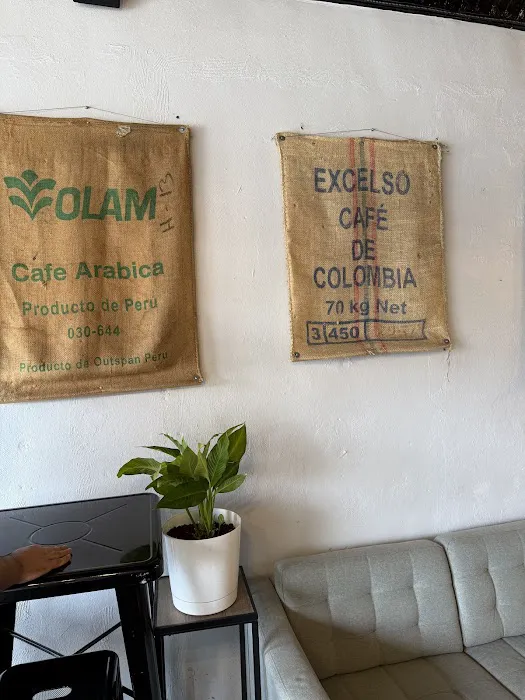 OLAM
H-13
Cafe Arabica
Producto de Peru
030-644
Producto de Outspan Peru
EXCELSO
CAFÉ
DE
COLOMBIA
70 kg Net
3 450